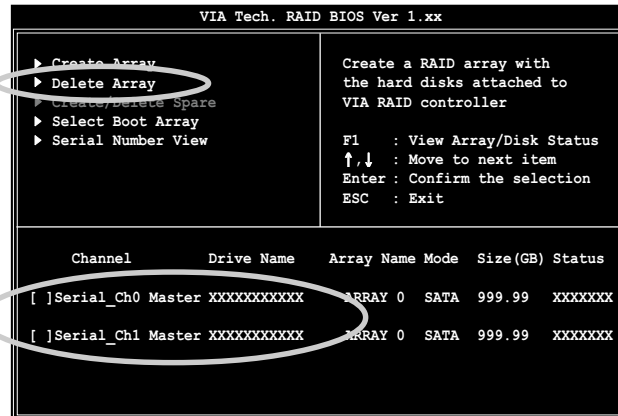 VIA Tech. RAID BIOS Ver 1.xx
Create Array
Delete Array
Create/Delete Spare
Select Boot Array
Serial Number View
Create a RAID array with
the hard disks attached to
VIA RAID controller
F1 : View Array/Disk Status
↑,↓ : Move to next item
Enter : Confirm the selection
ESC : Exit
Channel Drive Name Array Name Mode Size(GB) Status
[ ]Serial_Ch0 Master XXXXXXXXXXX ARRAY 0 SATA 999.99 XXXXXXX
[ ]Serial_Ch1 Master XXXXXXXXXXX ARRAY 0 SATA 999.99 XXXXXXX